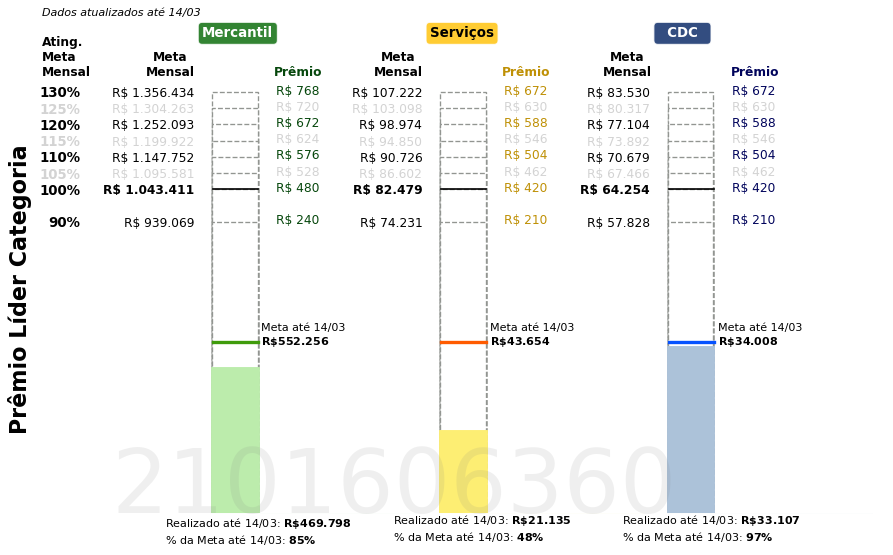 Dados atualizados até 14/03
Mercantil Serviços CDC
Ating. Meta Mensal Meta Mensal Prêmio Meta Mensal Prêmio Meta Mensal Prêmio
130% R$ 1.356.434 R$ 768 R$ 107.222 R$ 672 R$ 83.530 R$ 672
125% R$ 1.304.263 R$ 720 R$ 103.098 R$ 630 R$ 80.317 R$ 630
120% R$ 1.252.093 R$ 672 R$ 98.974 R$ 588 R$ 77.104 R$ 588
115% R$ 1.199.922 R$ 624 R$ 94.850 R$ 546 R$ 73.892 R$ 546
110% R$ 1.147.752 R$ 576 R$ 90.726 R$ 504 R$ 70.679 R$ 504
105% R$ 1.095.581 R$ 528 R$ 86.602 R$ 462 R$ 67.466 R$ 462
100% R$ 1.043.411 R$ 480 R$ 82.479 R$ 420 R$ 64.254 R$ 420
90% R$ 939.069 R$ 240 R$ 74.231 R$ 210 R$ 57.828 R$ 210
Prêmio Líder Categoria
Meta até 14/03 Meta até 14/03 Meta até 14/03
R$552.256 R$43.654 R$34.008
2101606360
Realizado até 14/03: R$469.798 Realizado até 14/03: R$21.135 Realizado até 14/03: R$33.107
% da Meta até 14/03: 85% % da Meta até 14/03: 48% % da Meta até 14/03: 97%